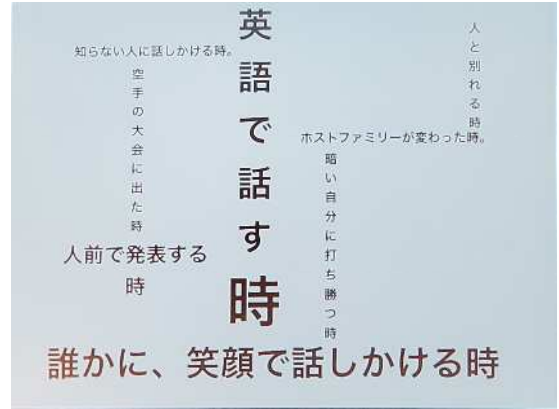 英語で話す時
知らない人に話しかける時。
空手の大会に出た時
人前で発表する
時
人と別れる時
ホストファミリーが変わった時。
暗い自分に打ち勝つ時
誰かに、笑顔で話しかける時